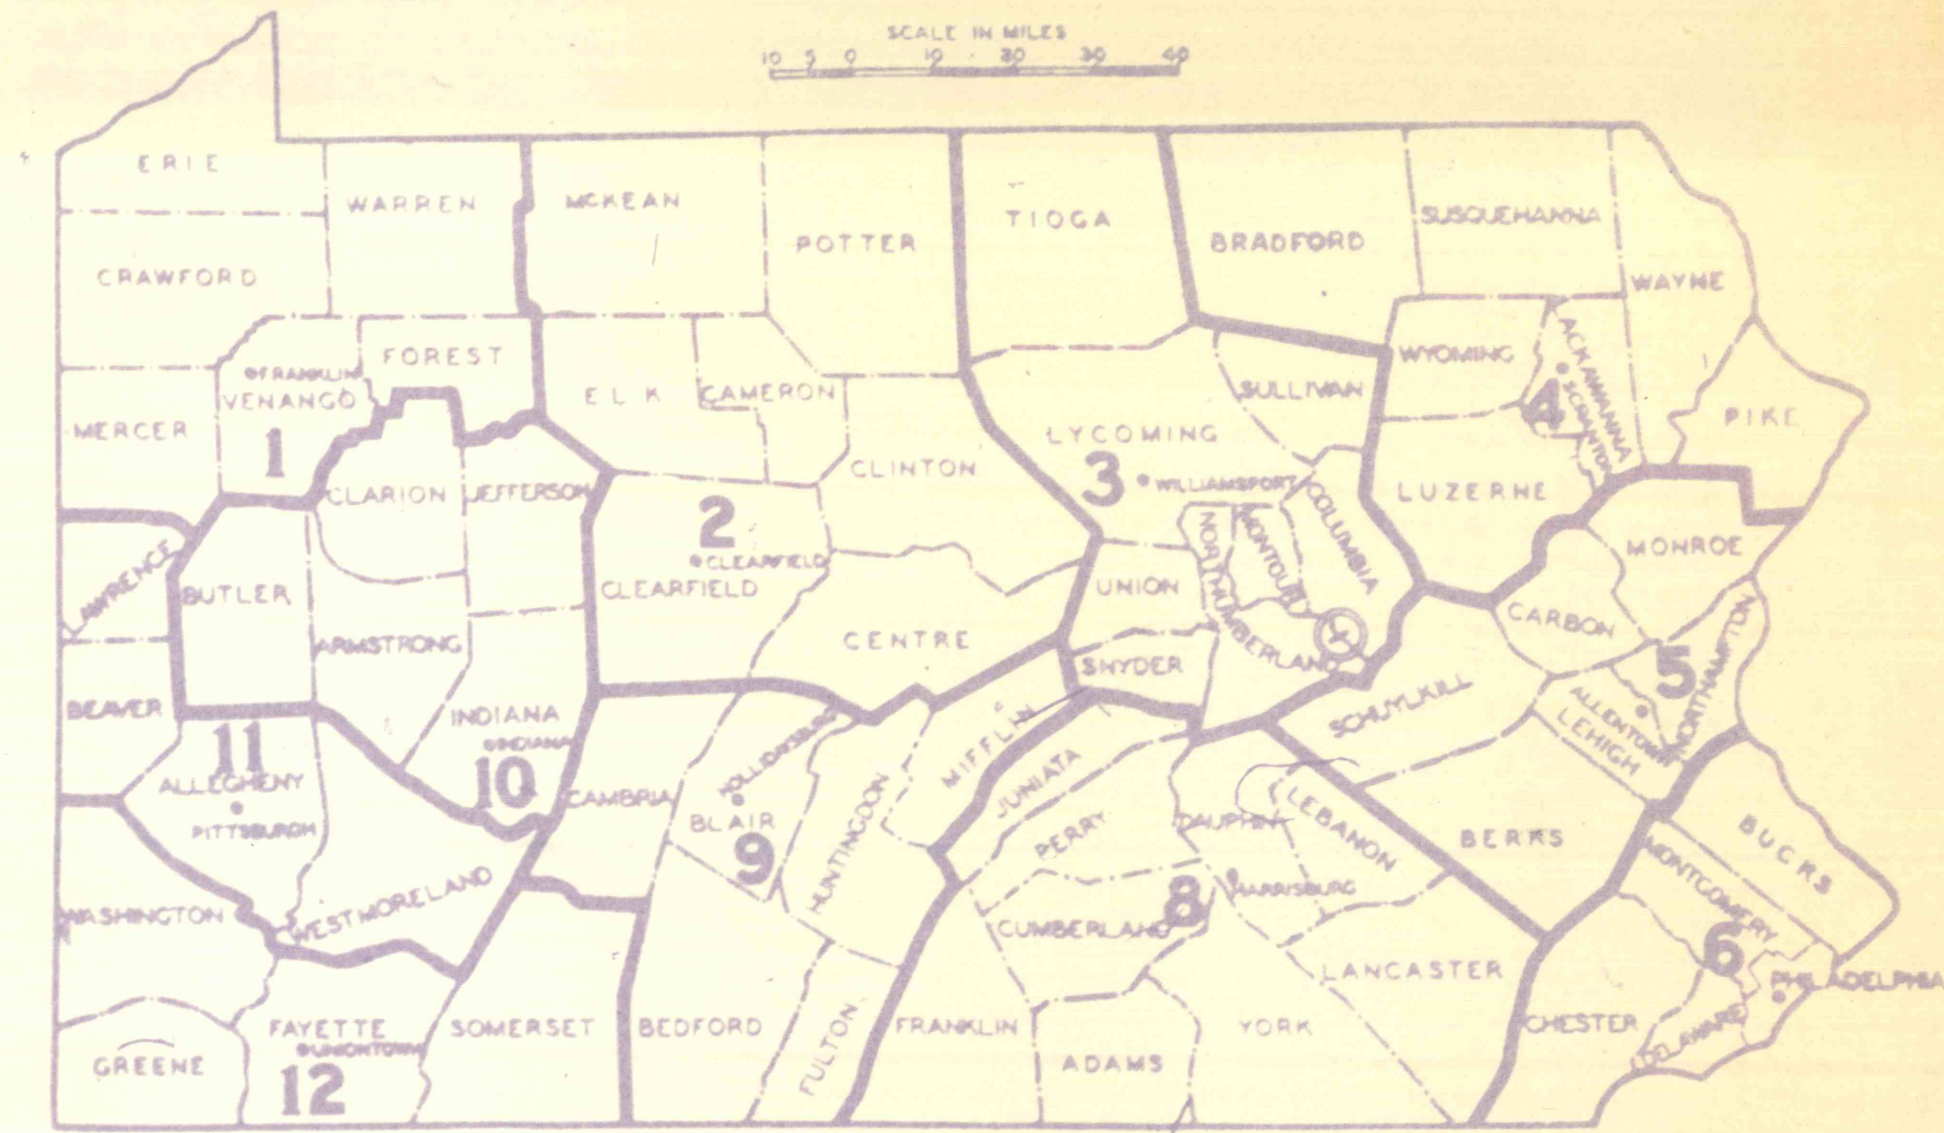 SCALE IN MILES
10 5 0 10 20 30 40
ERIE
WARREN
MCKEAN
POTTER
TIOGA
BRADFORD
SUSQUEHANNA
WAYNE
CRAWFORD
FOREST
FRANKLIN
VENANGO
1
MERCER
ELK
CAMERON
CLINTON
LYCOMING
3
WILLIAMSPORT
SULLIVAN
WYOMING
ACKAWANNA
SCRANTON
4
PIKE
LUZERNE
CLARION
JEFFERSON
2
CLEARFIELD
CLEARFIELD
COLUMBIA
MONTOUR
NORTHUMBERLAND
UNION
MONROE
LAWRENCE
BUTLER
ARMSTRONG
CENTRE
SNYDER
CARBON
NORTHAMPTON
5
BEAVER
INDIANA
INDIANA
10
11
ALLEGHENY
PITTSBURGH
CAMBRIA
HOLLIDAYSBURG
BLAIR
9
HUNTINGDON
MIFFLIN
JUNIATA
SCHUYLKILL
ALLENTOWN
LEHIGH
PERRY
DAUPHIN
LEBANON
BERKS
BUCKS
MONTGOMERY
WASHINGTON
WESTMORELAND
CUMBERLAND
8
HARRISBURG
LANCASTER
6
PHILADELPHIA
GREENE
FAYETTE
UNIONTOWN
12
SOMERSET
BEDFORD
FULTON
FRANKLIN
ADAMS
YORK
CHESTER
DELAWARE